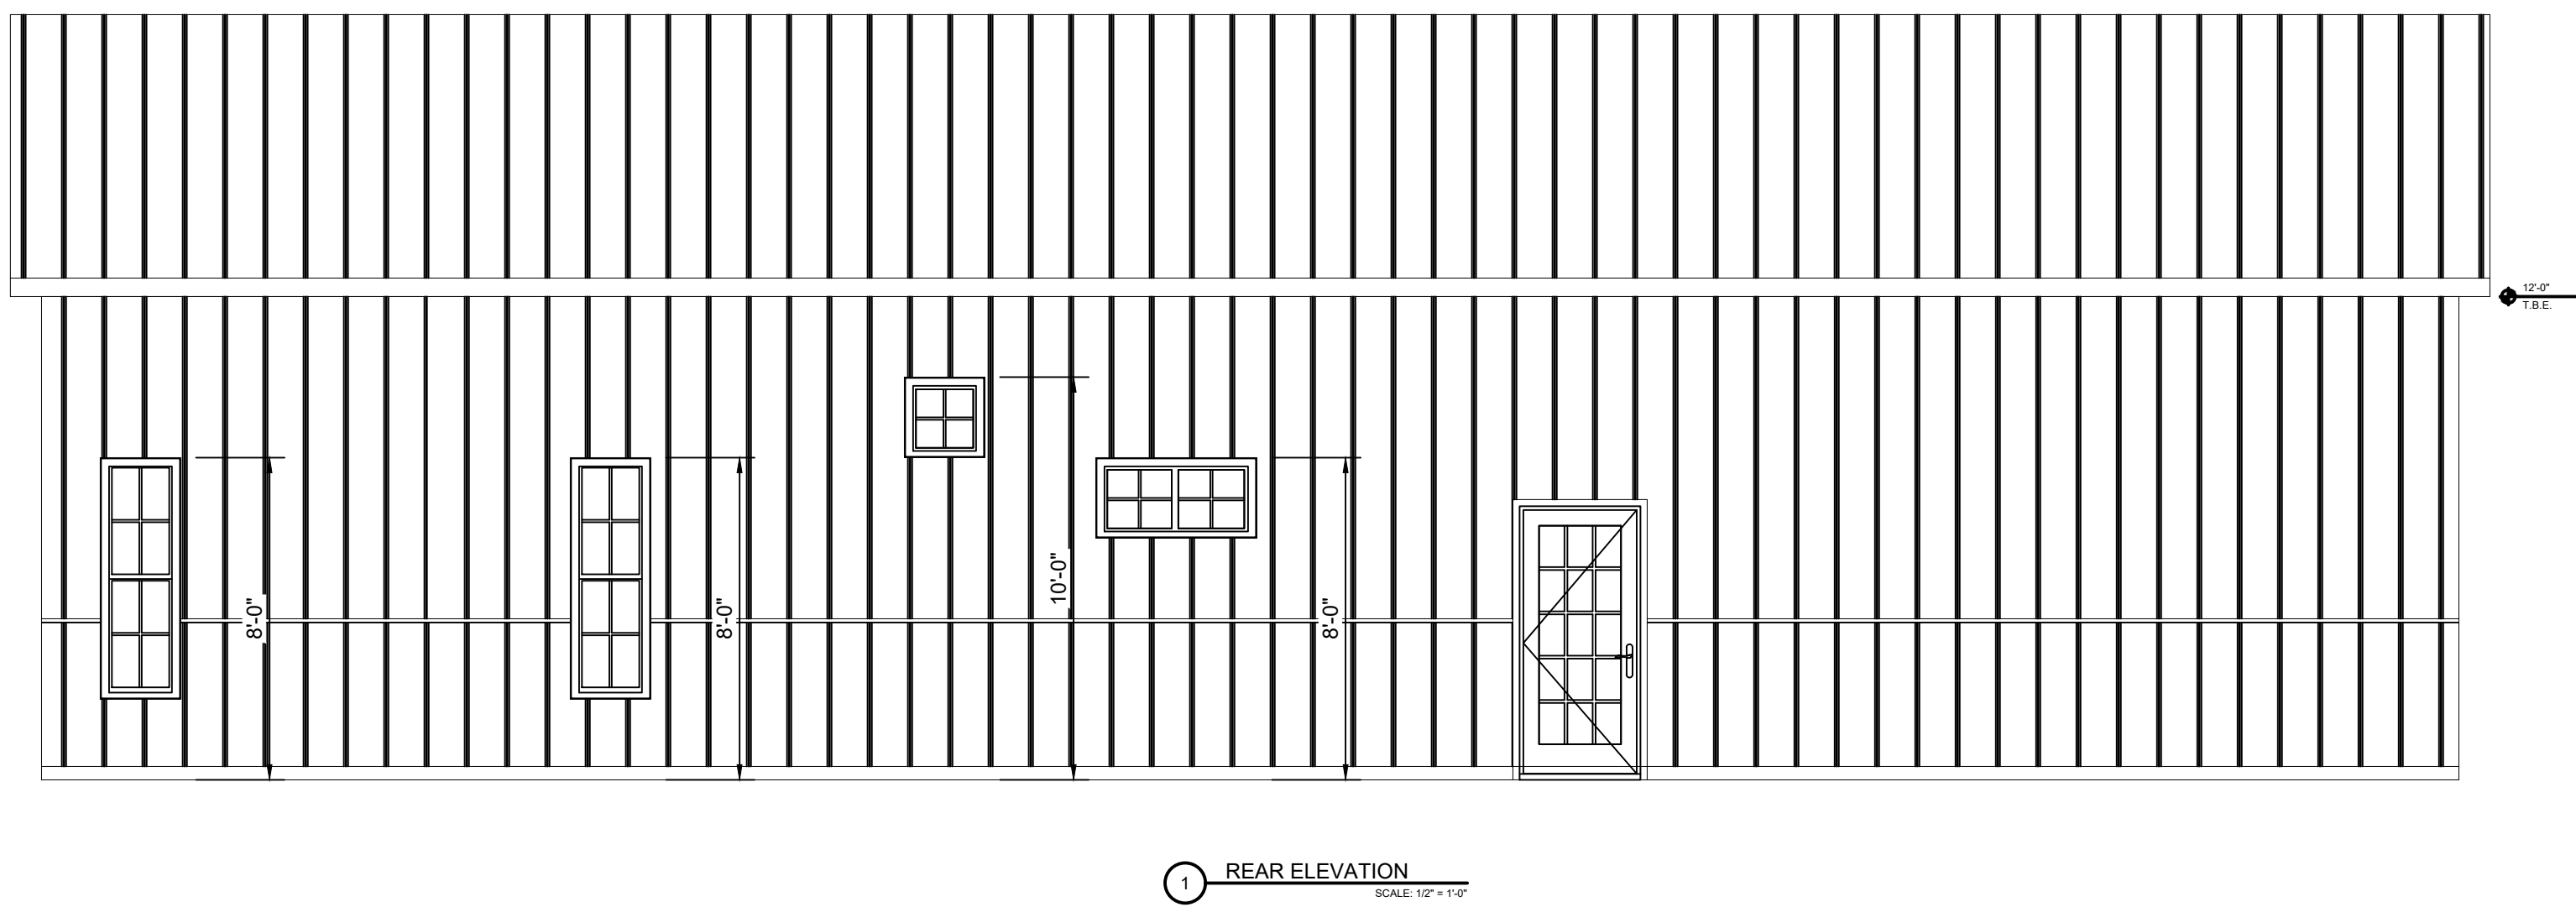 12'-0"
T.B.E.
8'-0"
8'-0"
10'-0"
8'-0"
1
REAR ELEVATION
SCALE: 1/2" = 1'-0"